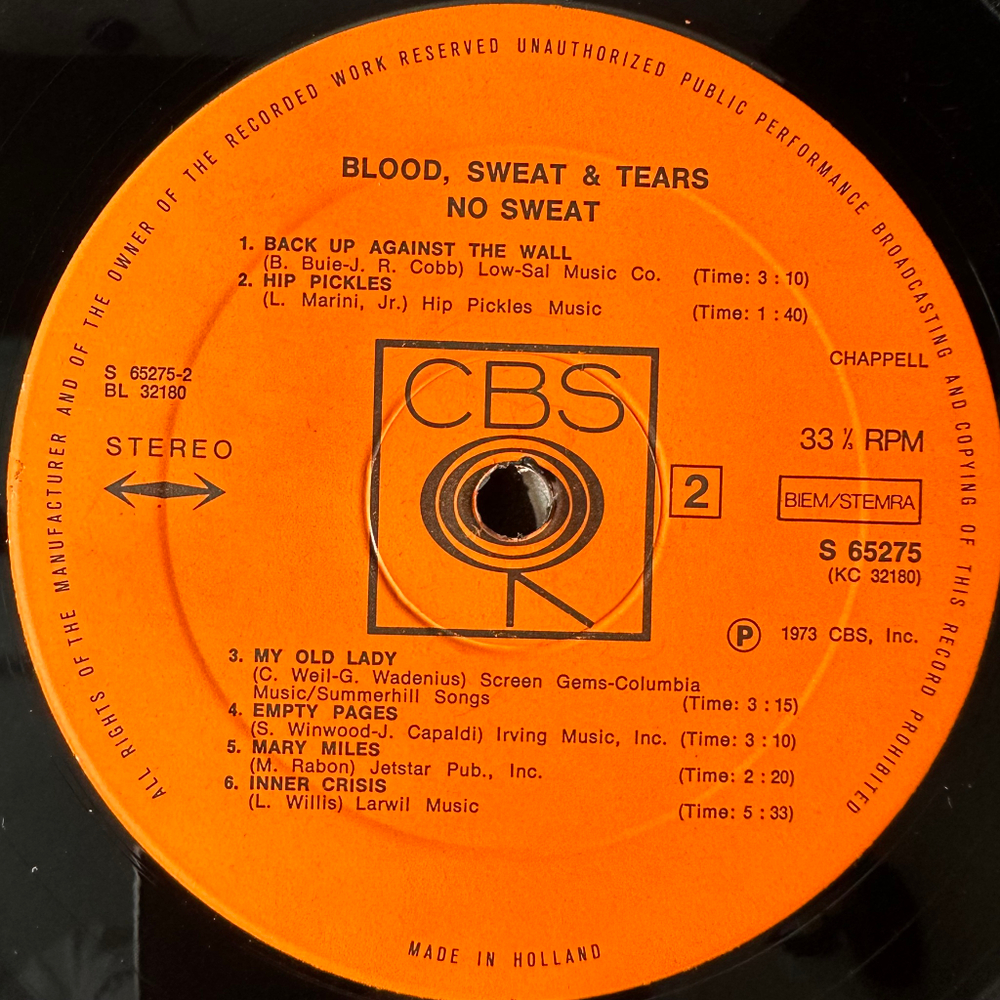 ALL RIGHTS OF THE MANUFACTURER AND OF THE OWNER OF THE RECORDED WORK RESERVED UNAUTHORIZED PUBLIC PERFORMANCE BROADCASTING AND COPYING OF THIS RECORD PROHIBITED
BLOOD, SWEAT & TEARS
NO SWEAT
1. BACK UP AGAINST THE WALL
(B. Buie-J. R. Cobb) Low-Sal Music Co. (Time: 3 : 10)
2. HIP PICKLES
(L. Marini, Jr.) Hip Pickles Music (Time: 1 : 40)
CHAPPELL
S 65275-2
BL 32180
CBS
STEREO
33 ⅓ RPM
2
BIEM/STEMRA
S 65275
(KC 32180)
Ⓟ 1973 CBS, Inc.
3. MY OLD LADY
(C. Weil-G. Wadenius) Screen Gems-Columbia
Music/Summerhill Songs (Time: 3 : 15)
4. EMPTY PAGES
(S. Winwood-J. Capaldi) Irving Music, Inc. (Time: 3 : 10)
5. MARY MILES
(M. Rabon) Jetstar Pub., Inc. (Time: 2 : 20)
6. INNER CRISIS
(L. Willis) Larwil Music (Time: 5 : 33)
MADE IN HOLLAND